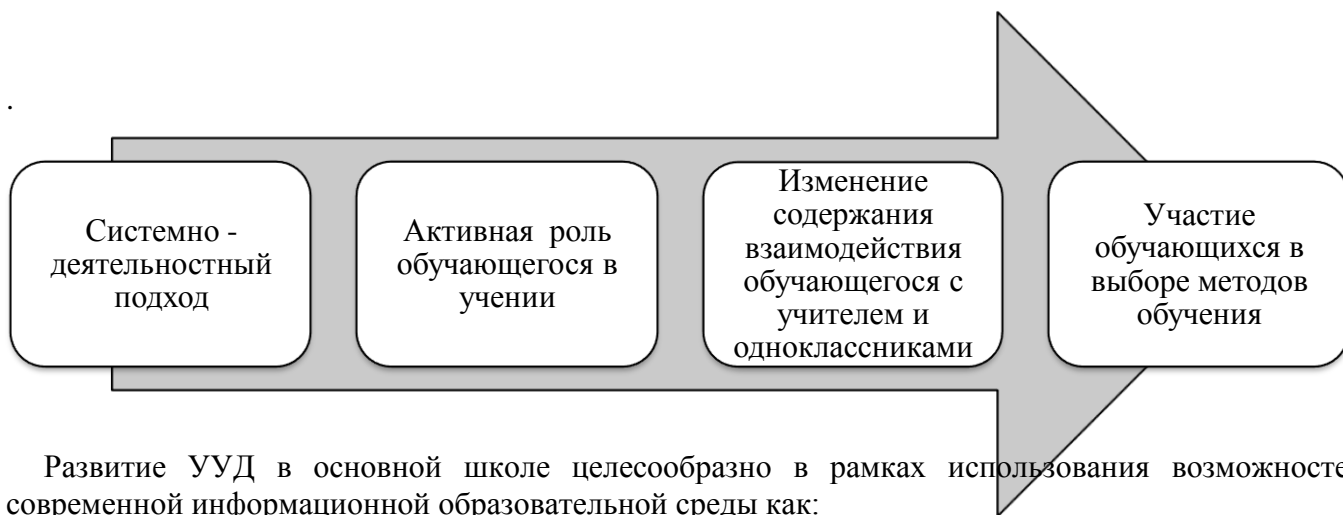 .
Системно -
деятельностный
подход
Активная роль
обучающегося в
учении
Изменение
содержания
взаимодействия
обучающегося с
учителем и
одноклассниками
Участие
обучающихся в
выборе методов
обучения
Развитие УУД в основной школе целесообразно в рамках использования возможносте
современной информационной образовательной среды как: